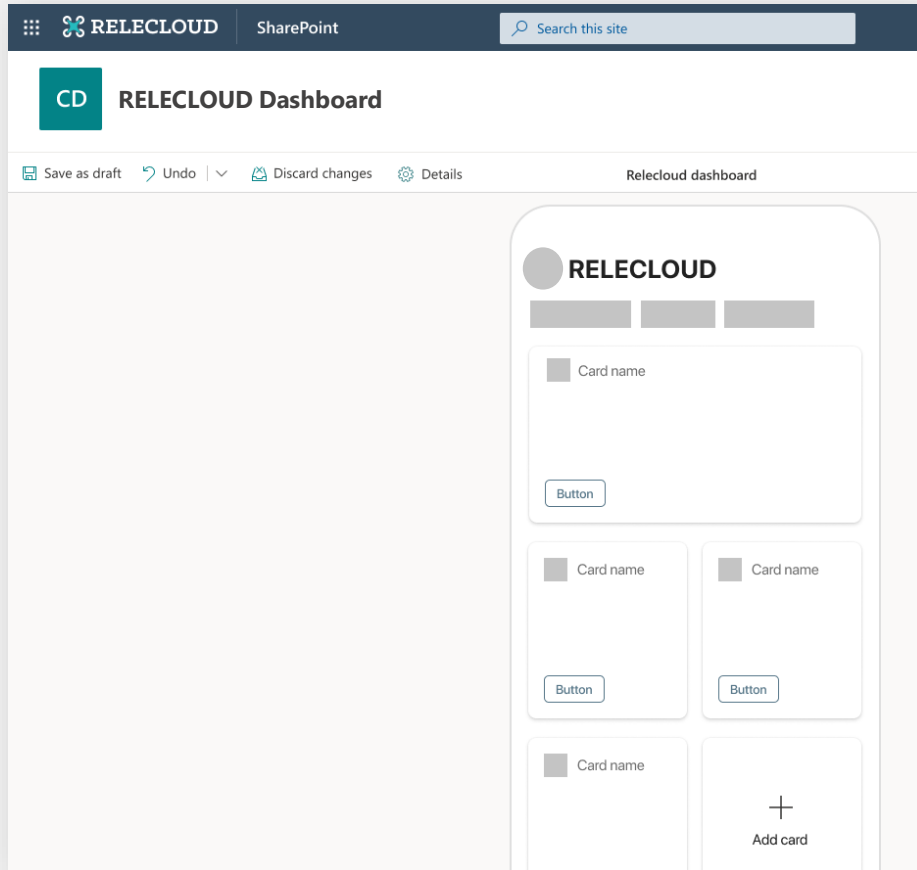 RELECLOUD SharePoint Search this site
CD RELECLOUD Dashboard
Save as draft Undo Discard changes Details Relecloud dashboard
RELECLOUD
Card name
Button
Card name Card name
Button Button
Card name
Add card